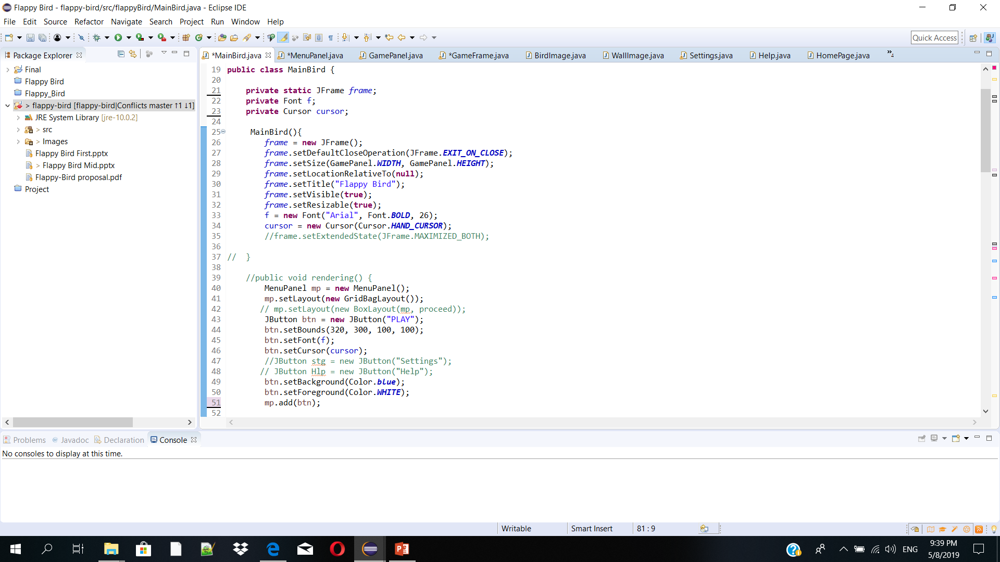 Flappy Bird - flappy-bird/src/flappyBird/MainBird.java - Eclipse IDE
File Edit Source Refactor Navigate Search Project Run Window Help
Quick Access
Package Explorer
*MainBird.java *MenuPanel.java GamePanel.java *GameFrame.java BirdImage.java WallImage.java Settings.java Help.java HomePage.java »4
Final
Flappy Bird
Flappy_Bird
> flappy-bird [flappy-bird|Conflicts master ↑1 ↓1]
JRE System Library [jre-10.0.2]
> src
> Images
Flappy Bird First.pptx
> Flappy Bird Mid.pptx
Flappy-Bird proposal.pdf
Project
19 public class MainBird {
20
21     private static JFrame frame;
22     private Font f;
23     private Cursor cursor;
24
25      MainBird(){
26         frame = new JFrame();
27         frame.setDefaultCloseOperation(JFrame.EXIT_ON_CLOSE);
28         frame.setSize(GamePanel.WIDTH, GamePanel.HEIGHT);
29         frame.setLocationRelativeTo(null);
30         frame.setTitle("Flappy Bird");
31         frame.setVisible(true);
32         frame.setResizable(true);
33         f = new Font("Arial", Font.BOLD, 26);
34         cursor = new Cursor(Cursor.HAND_CURSOR);
35         //frame.setExtendedState(JFrame.MAXIMIZED_BOTH);
36
37 //  }
38
39     //public void rendering() {
40         MenuPanel mp = new MenuPanel();
41         mp.setLayout(new GridBagLayout());
42        // mp.setLayout(new BoxLayout(mp, proceed));
43         JButton btn = new JButton("PLAY");
44         btn.setBounds(320, 300, 100, 100);
45         btn.setFont(f);
46         btn.setCursor(cursor);
47         //JButton stg = new JButton("Settings");
48        // JButton Hlp = new JButton("Help");
49         btn.setBackground(Color.blue);
50         btn.setForeground(Color.WHITE);
51         mp.add(btn);
52
Problems @ Javadoc Declaration Console
No consoles to display at this time.
Writable Smart Insert 81 : 9
ENG 9:39 PM
5/8/2019